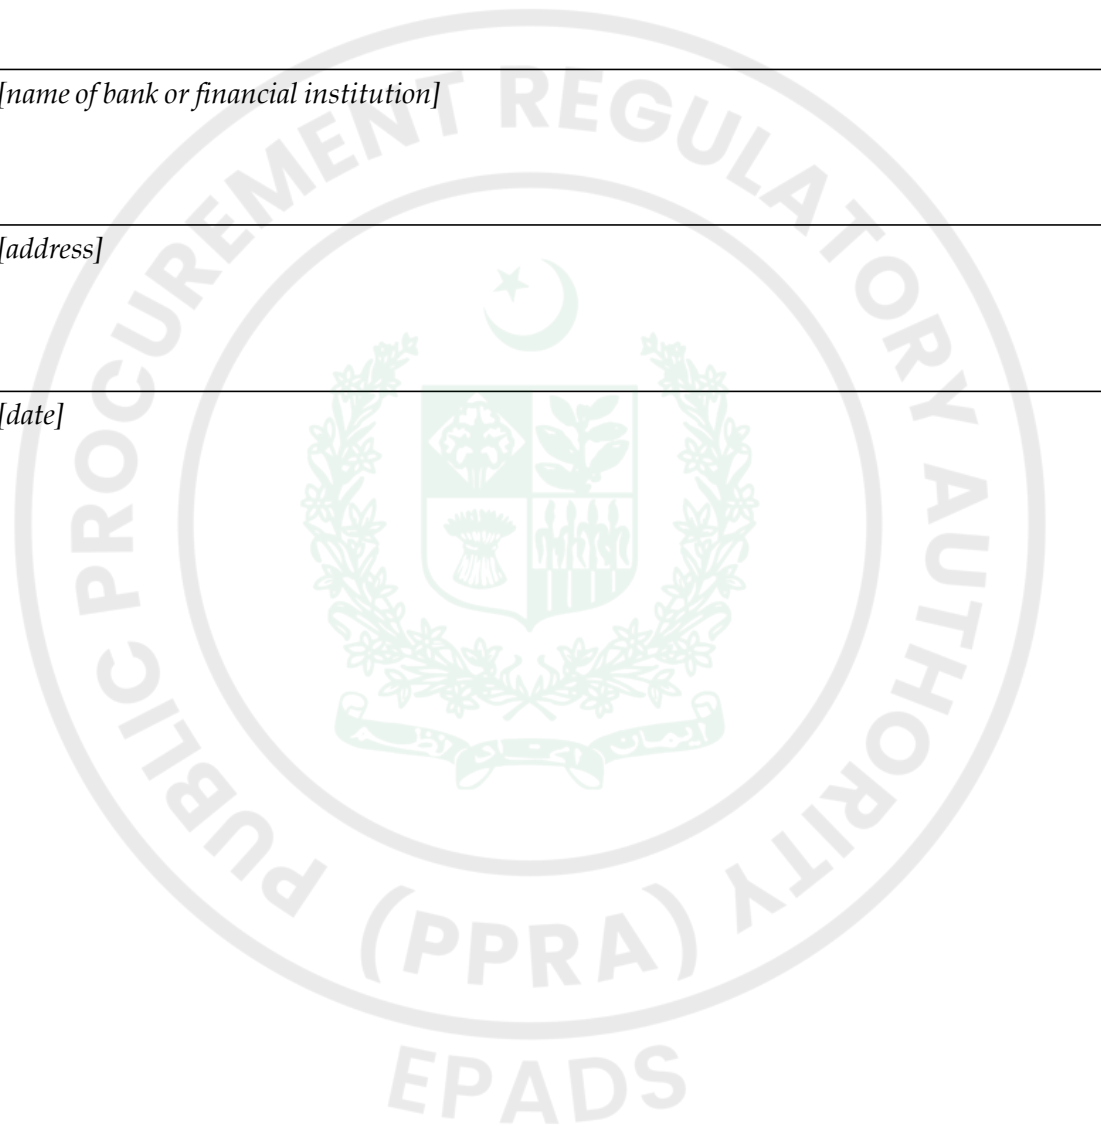 [name of bank or financial institution]
[address]
[date]
PUBLIC PROCUREMENT REGULATORY AUTHORITY
(PPRA)
EPADS